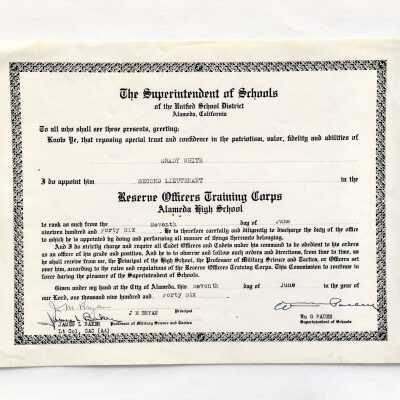 The Superintendent of Schools
of the Unified School District
Alameda, California
To all who shall see these presents, greeting:
Know Ye, that reposing special trust and confidence in the patriotism, valor, fidelity and abilities of
GRADY WHITE
I do appoint him SECOND LIEUTENANT in the
Reserve Officers Training Corps
Alameda High School
to rank as such from the Seventh day of June
nineteen hundred and Forty Six . He is therefore carefully and diligently to discharge the duty of the office
to which he is appointed by doing and performing all manner of things thereunto belonging.
And I do strictly charge and require all Cadet Officers and Cadets under his command to be obedient to his orders
as an officer of his grade and position. And he is to observe and follow such orders and directions, from time to time, as
he shall receive from me, the Principal of the High School, the Professor of Military Science and Tactics, or Officers set
over him, according to the rules and regulations of the Reserve Officers Training Corps. This Commission to continue in
force during the pleasure of the Superintendent of Schools.
Given under my hand at the City of Alameda, this Seventh day of June in the year of
our Lord, one thousand nine hundred and Forty Six
J M BRYAN Principal
JAMES L BAKER Professor of Military Science and Tactics
Lt Col, CAC (AA)
Wm G PADEN
Superintendent of Schools